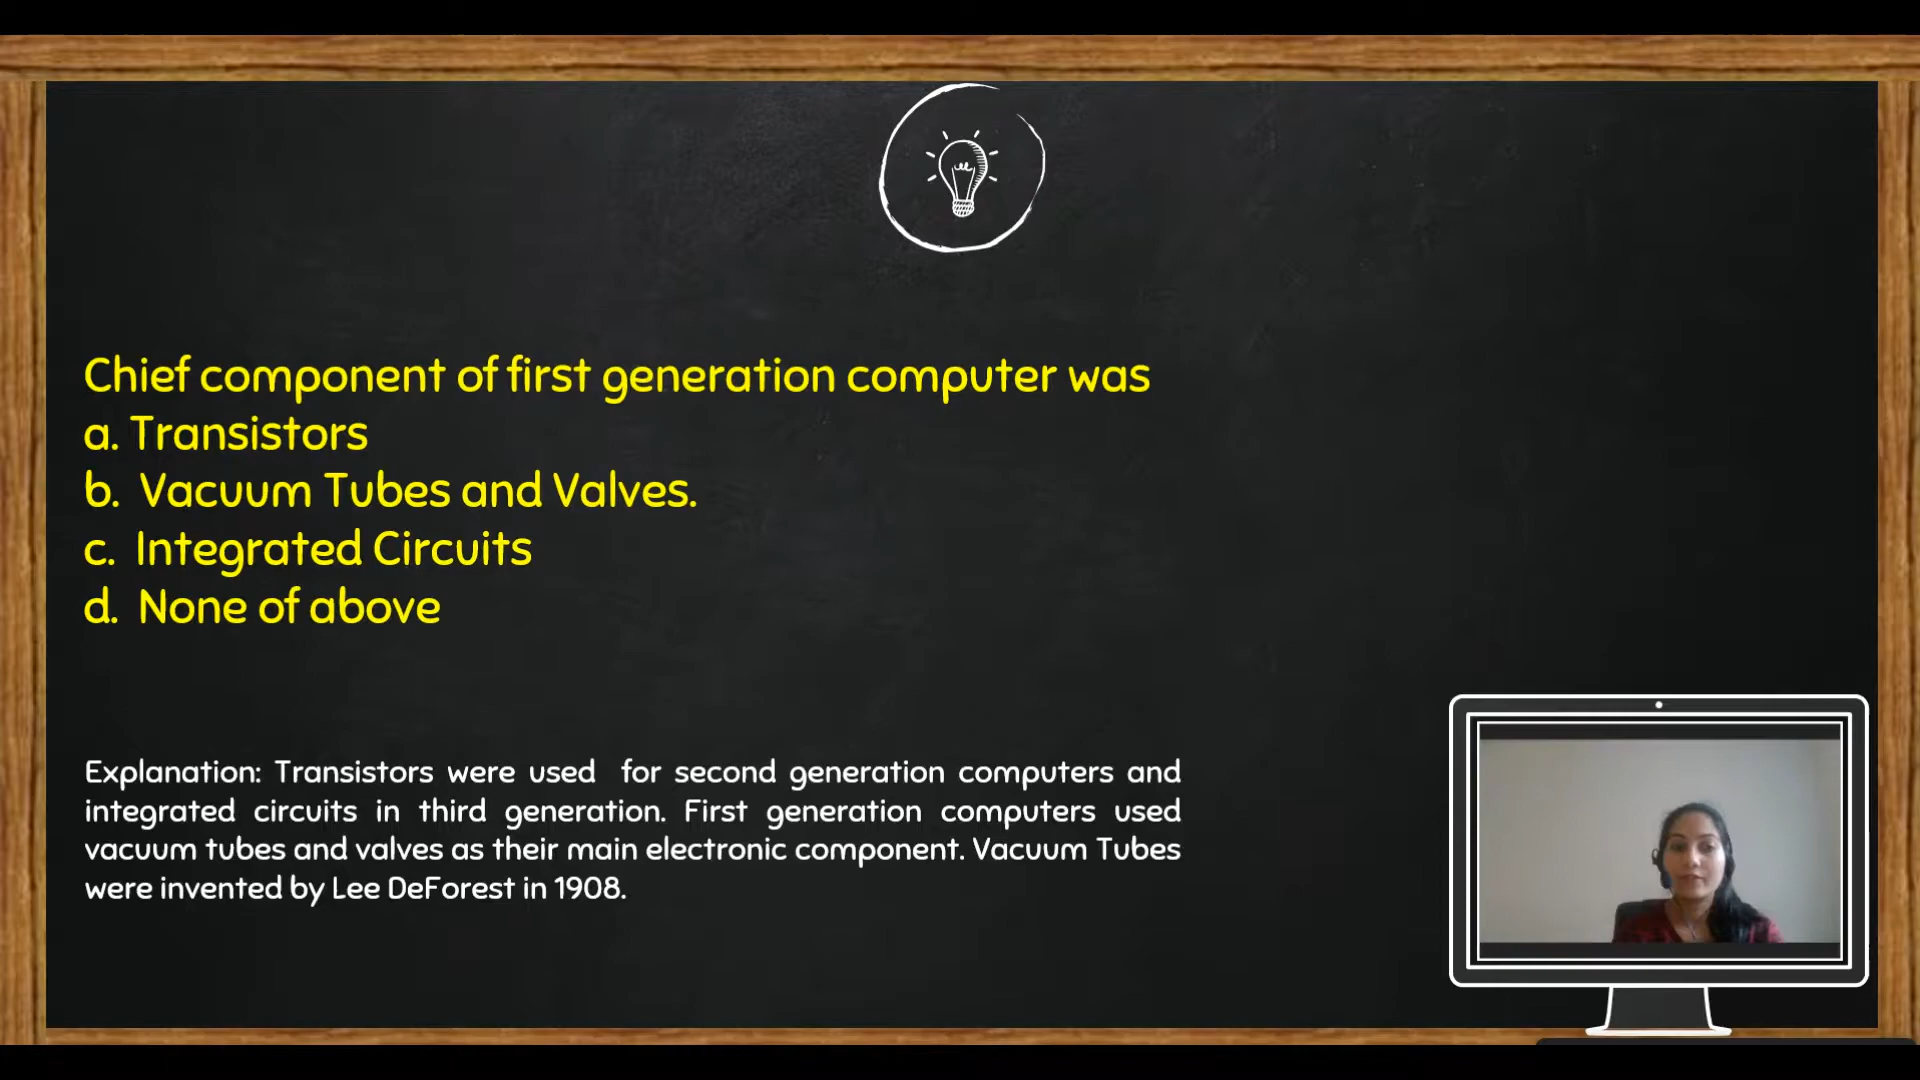 Chief component of first generation computer was
a. Transistors
b. Vacuum Tubes and Valves.
c. Integrated Circuits
d. None of above
Explanation: Transistors were used for second generation computers and
integrated circuits in third generation. First generation computers used
vacuum tubes and valves as their main electronic component. Vacuum Tubes
were invented by Lee DeForest in 1908.